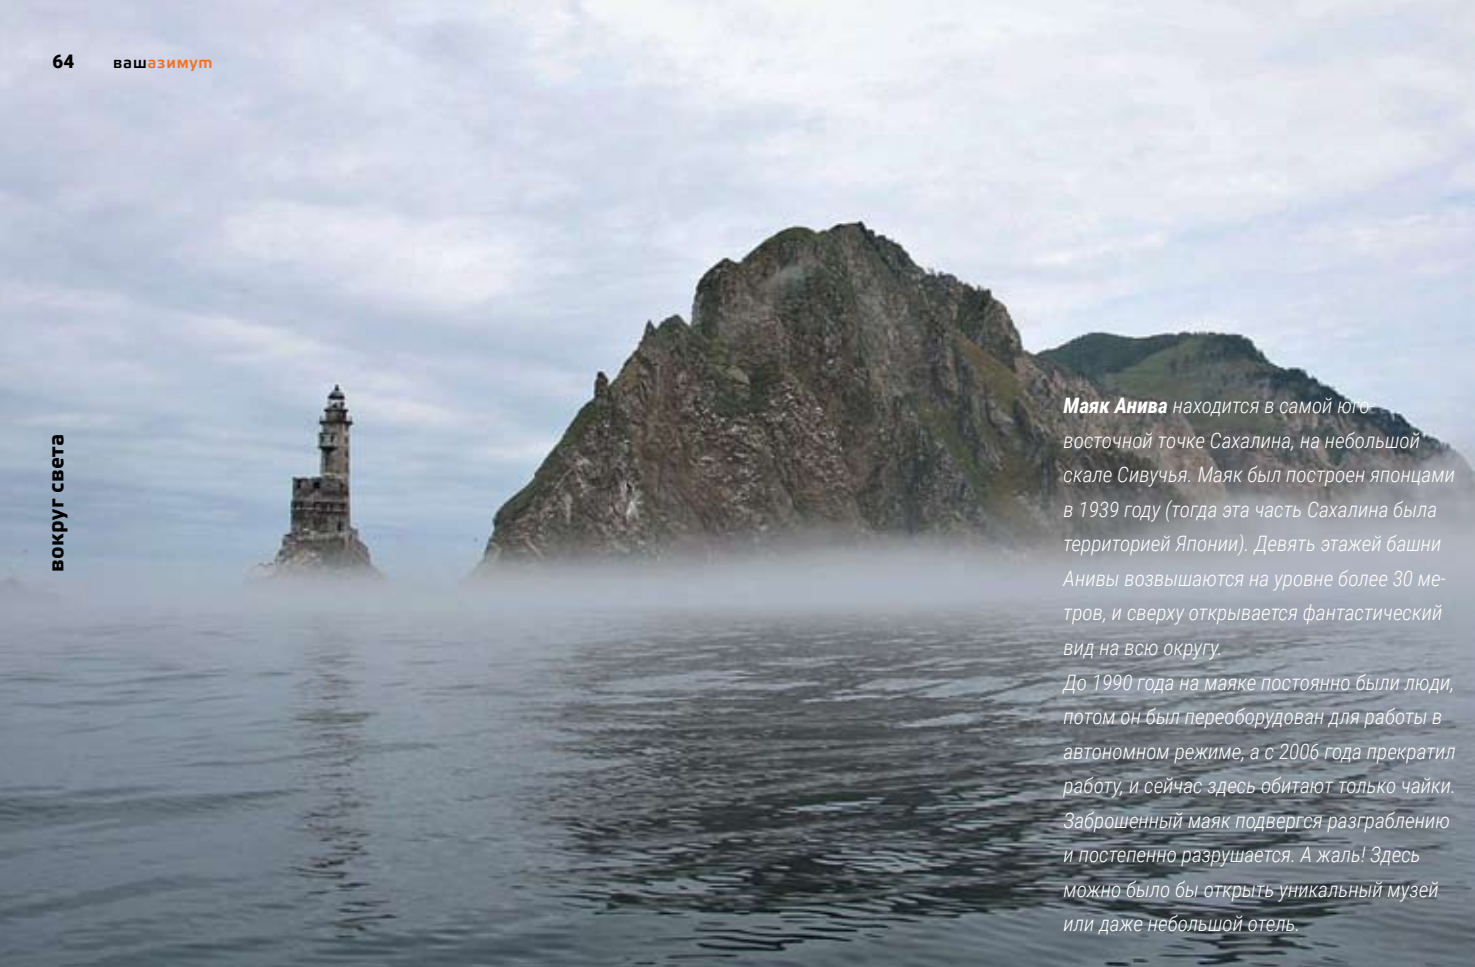 64 вашазимут
вокруг света
Маяк Анива находится в самой юго-
восточной точке Сахалина, на небольшой
скале Сивучья. Маяк был построен японцами
в 1939 году (тогда эта часть Сахалина была
территорией Японии). Девять этажей башни
Анивы возвышаются на уровне более 30 ме-
тров, и сверху открывается фантастический
вид на всю округу.
До 1990 года на маяке постоянно были люди,
потом он был переоборудован для работы в
автономном режиме, а с 2006 года прекратил
работу, и сейчас здесь обитают только чайки.
Заброшенный маяк подвергся разграблению
и постепенно разрушается. А жаль! Здесь
можно было бы открыть уникальный музей
или даже небольшой отель.